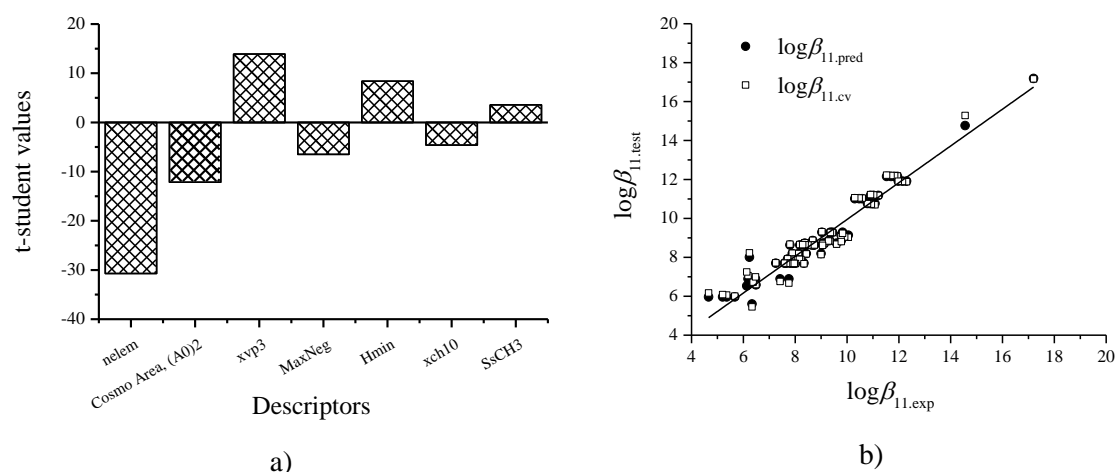 20
10
0
-10
-20
-30
-40
t-student values
nelem
Cosmo Area, (A0)2
xvp3
MaxNeg
Hmin
xch10
SsCH3
Descriptors
a)
20
18
16
14
12
10
8
6
4
logβ11.test
logβ11.pred
logβ11.cv
4 6 8 10 12 14 16 18 20
logβ11.exp
b)